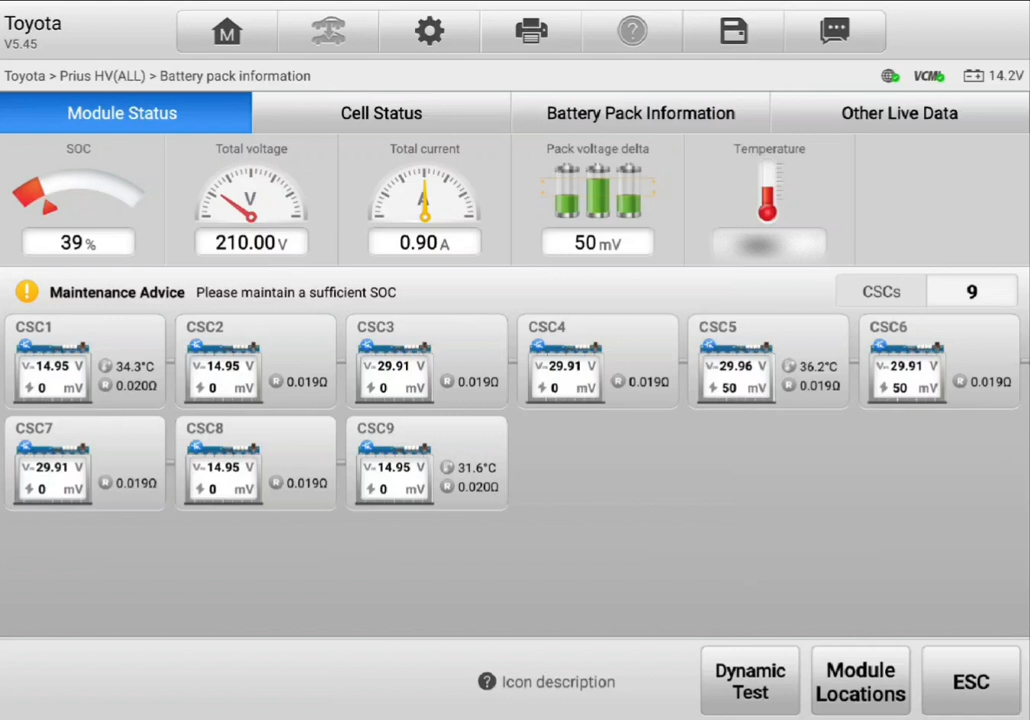 Toyota
V5.45
M
?
Toyota > Prius HV(ALL) > Battery pack information
VCMI
14.2V
Module Status
Cell Status
Battery Pack Information
Other Live Data
SOC
Total voltage
Total current
Pack voltage delta
Temperature
V
A
39 %
210.00 V
0.90 A
50 mV
! Maintenance Advice Please maintain a sufficient SOC
CSCs 9
CSC1
V= 14.95 V
0 mV
34.3°C
R 0.020Ω
CSC2
V= 14.95 V
0 mV
R 0.019Ω
CSC3
V= 29.91 V
0 mV
R 0.019Ω
CSC4
V= 29.91 V
0 mV
R 0.019Ω
CSC5
V= 29.96 V
50 mV
36.2°C
R 0.019Ω
CSC6
V= 29.91 V
50 mV
R 0.019Ω
CSC7
V= 29.91 V
0 mV
R 0.019Ω
CSC8
V= 14.95 V
0 mV
R 0.019Ω
CSC9
V= 14.95 V
0 mV
31.6°C
R 0.020Ω
? Icon description
Dynamic
Test
Module
Locations
ESC